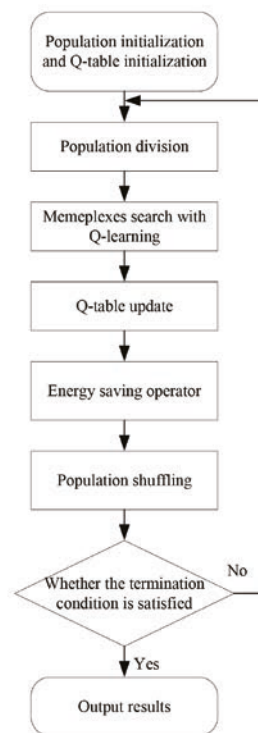 Population initialization
and Q-table initialization
Population division
Memeplexes search with
Q-learning
Q-table update
Energy saving operator
Population shuffling
Whether the termination
condition is satisfied
No
Yes
Output results